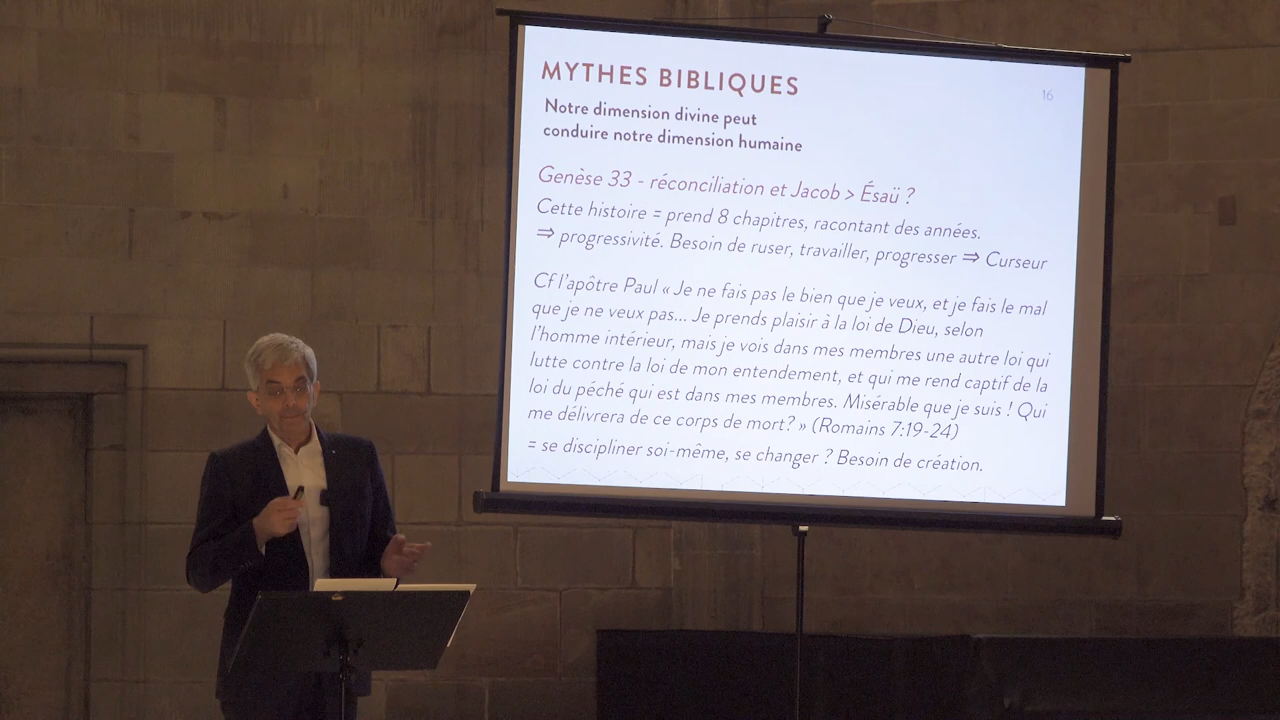 MYTHES BIBLIQUES
16
Notre dimension divine peut
conduire notre dimension humaine
Genèse 33 - réconciliation et Jacob > Ésaü ?
Cette histoire = prend 8 chapitres, racontant des années.
⇒ progressivité. Besoin de ruser, travailler, progresser ⇒ Curseur
Cf l'apôtre Paul « Je ne fais pas le bien que je veux, et je fais le mal
que je ne veux pas... Je prends plaisir à la loi de Dieu, selon
l'homme intérieur, mais je vois dans mes membres une autre loi qui
lutte contre la loi de mon entendement, et qui me rend captif de la
loi du péché qui est dans mes membres. Misérable que je suis ! Qui
me délivrera de ce corps de mort? » (Romains 7:19-24)
= se discipliner soi-même, se changer ? Besoin de création.